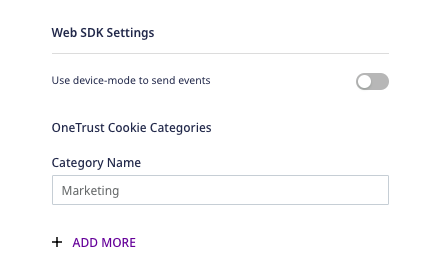 Web SDK Settings
Use device-mode to send events
OneTrust Cookie Categories
Category Name
Marketing
+ ADD MORE